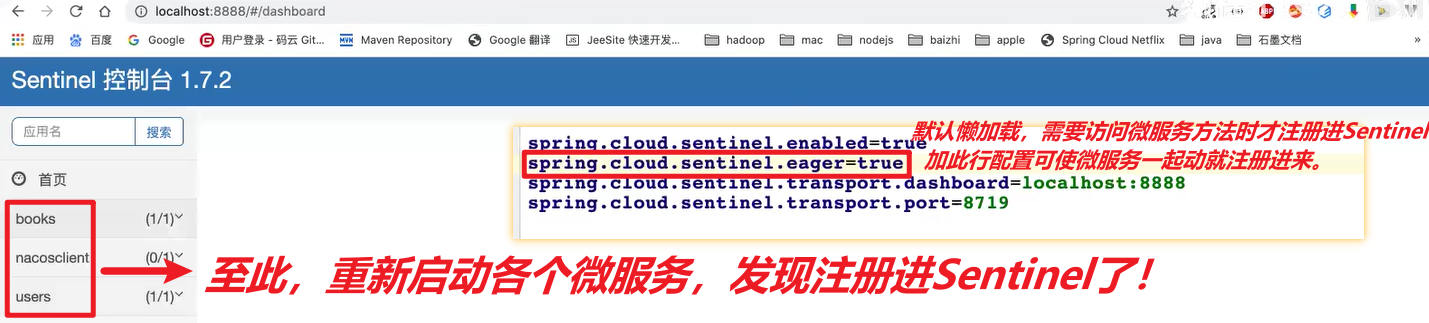 localhost:8888/#/dashboard
应用 百度 Google 用户登录 - 码云 Git... Maven Repository Google 翻译 JeeSite 快速开发... hadoop mac nodejs baizhi apple Spring Cloud Netflix java 石墨文档 »
Sentinel 控制台 1.7.2
应用名 搜索
首页
books (1/1)
nacosclient (0/1)
users (1/1)
spring.cloud.sentinel.enabled=true
spring.cloud.sentinel.eager=true
spring.cloud.sentinel.transport.dashboard=localhost:8888
spring.cloud.sentinel.transport.port=8719
默认懒加载，需要访问微服务方法时才注册进Sentinel
加此行配置可使微服务一起动就注册进来。
至此，重新启动各个微服务，发现注册进Sentinel了！